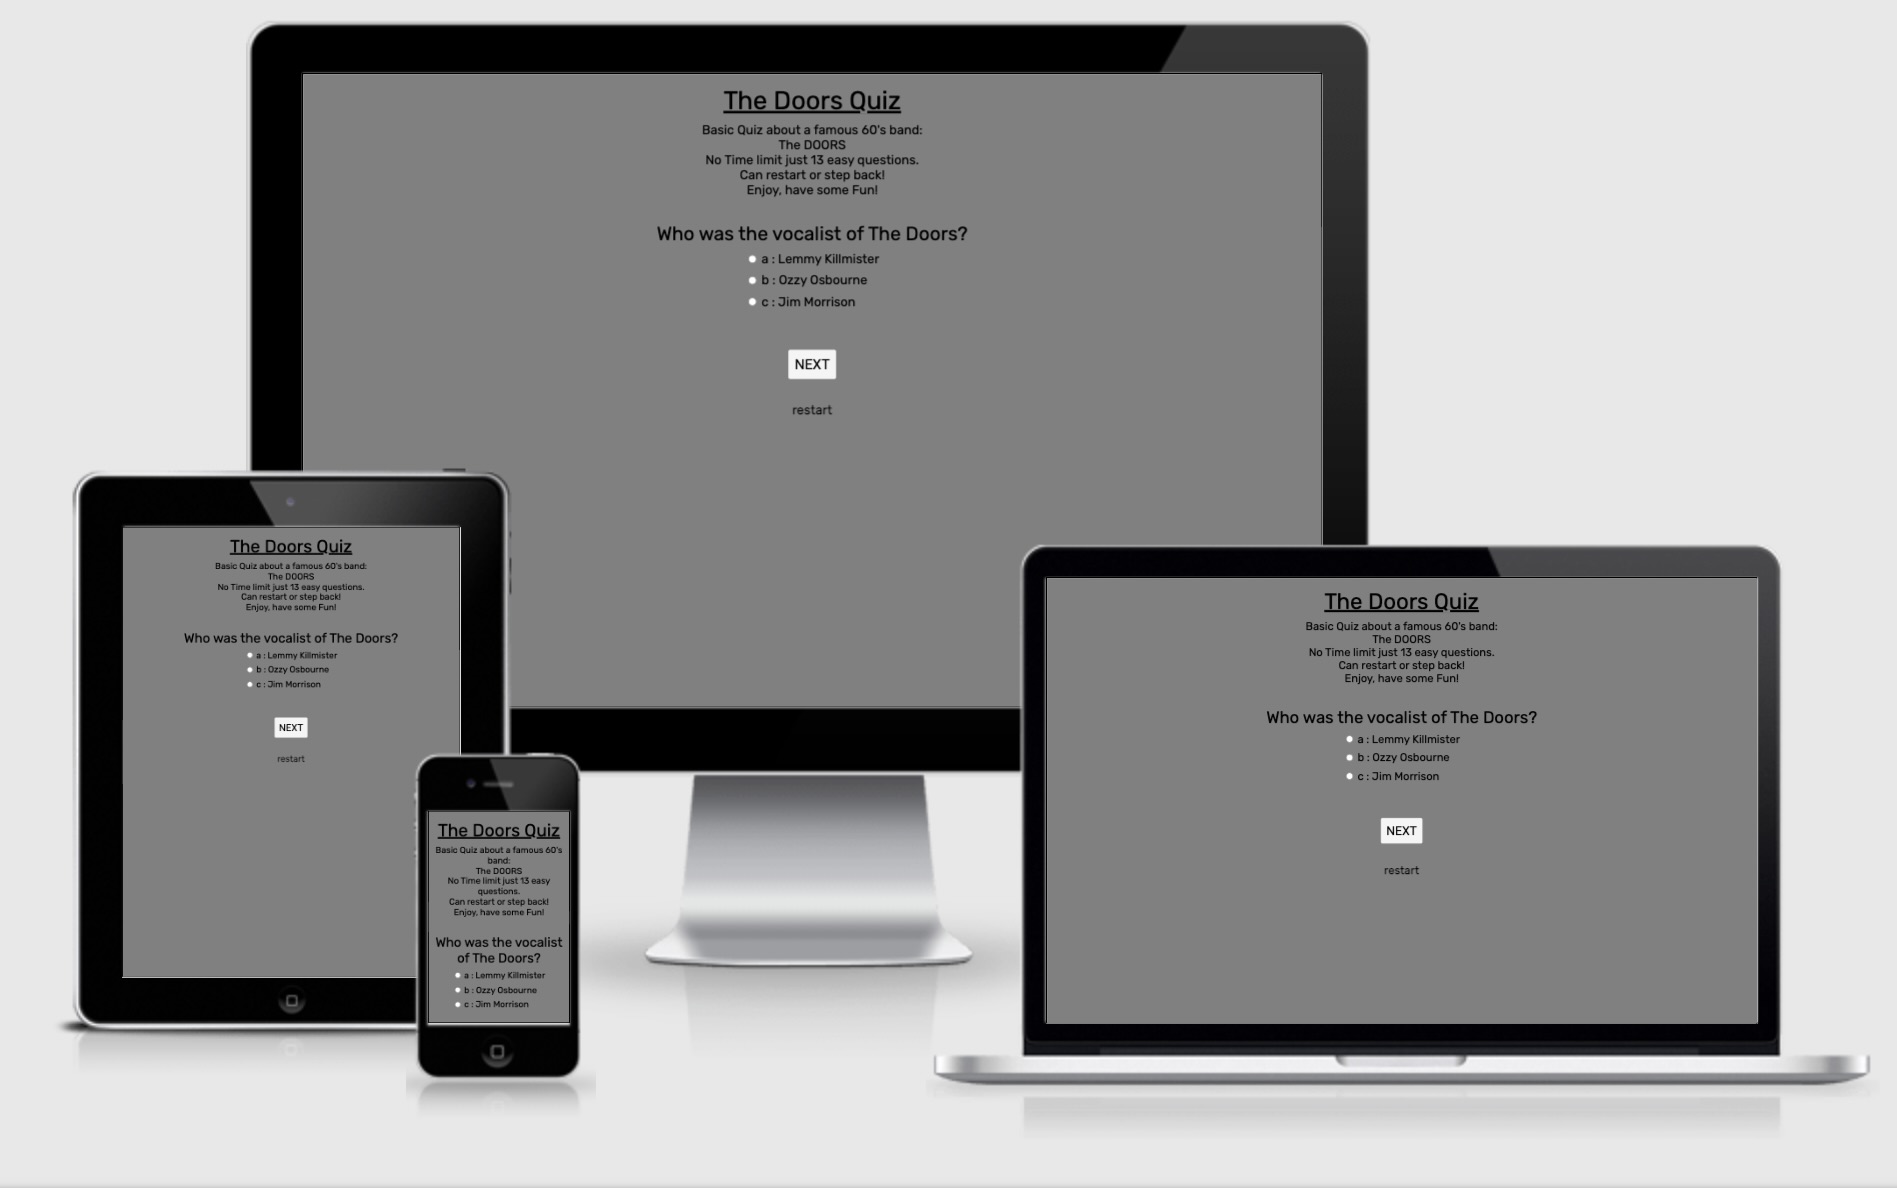 The Doors Quiz
Basic Quiz about a famous 60's band:
The DOORS
No Time limit just 13 easy questions.
Can restart or step back!
Enjoy, have some Fun!
Who was the vocalist of The Doors?
a : Lemmy Killmister
b : Ozzy Osbourne
c : Jim Morrison
NEXT
restart
The Doors Quiz
Basic Quiz about a famous 60's band:
The DOORS
No Time limit just 13 easy questions.
Can restart or step back!
Enjoy, have some Fun!
Who was the vocalist of The Doors?
a : Lemmy Killmister
b : Ozzy Osbourne
c : Jim Morrison
NEXT
restart
The Doors Quiz
Basic Quiz about a famous 60's
band:
The DOORS
No Time limit just 13 easy
questions.
Can restart or step back!
Enjoy, have some Fun!
Who was the vocalist
of The Doors?
a : Lemmy Killmister
b : Ozzy Osbourne
c : Jim Morrison
The Doors Quiz
Basic Quiz about a famous 60's band:
The DOORS
No Time limit just 13 easy questions.
Can restart or step back!
Enjoy, have some Fun!
Who was the vocalist of The Doors?
a : Lemmy Killmister
b : Ozzy Osbourne
c : Jim Morrison
NEXT
restart